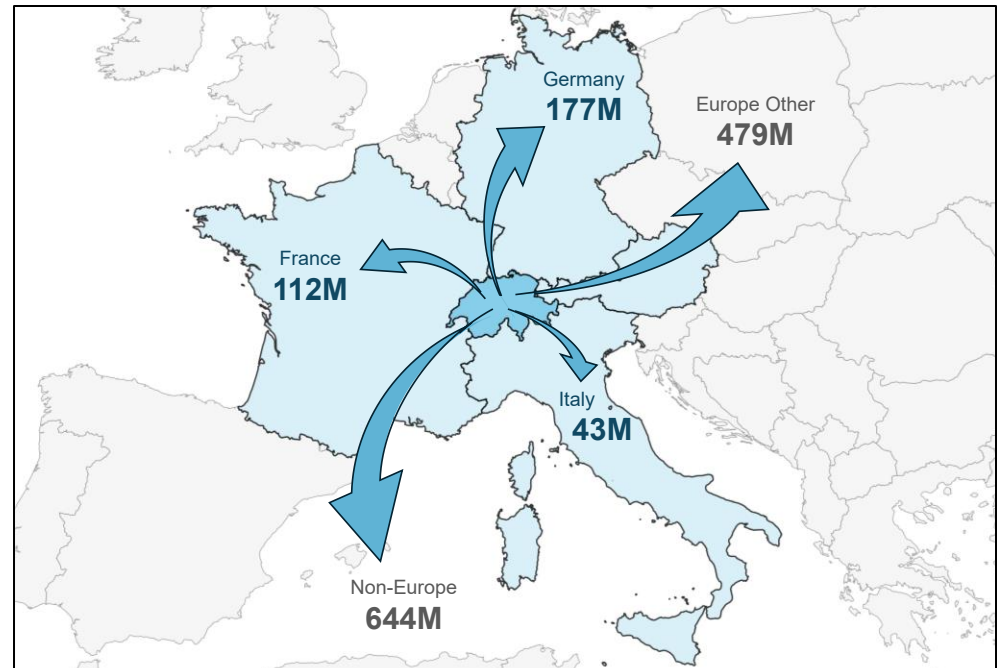 Germany
177M
Europe Other
479M
France
112M
Italy
43M
Non-Europe
644M